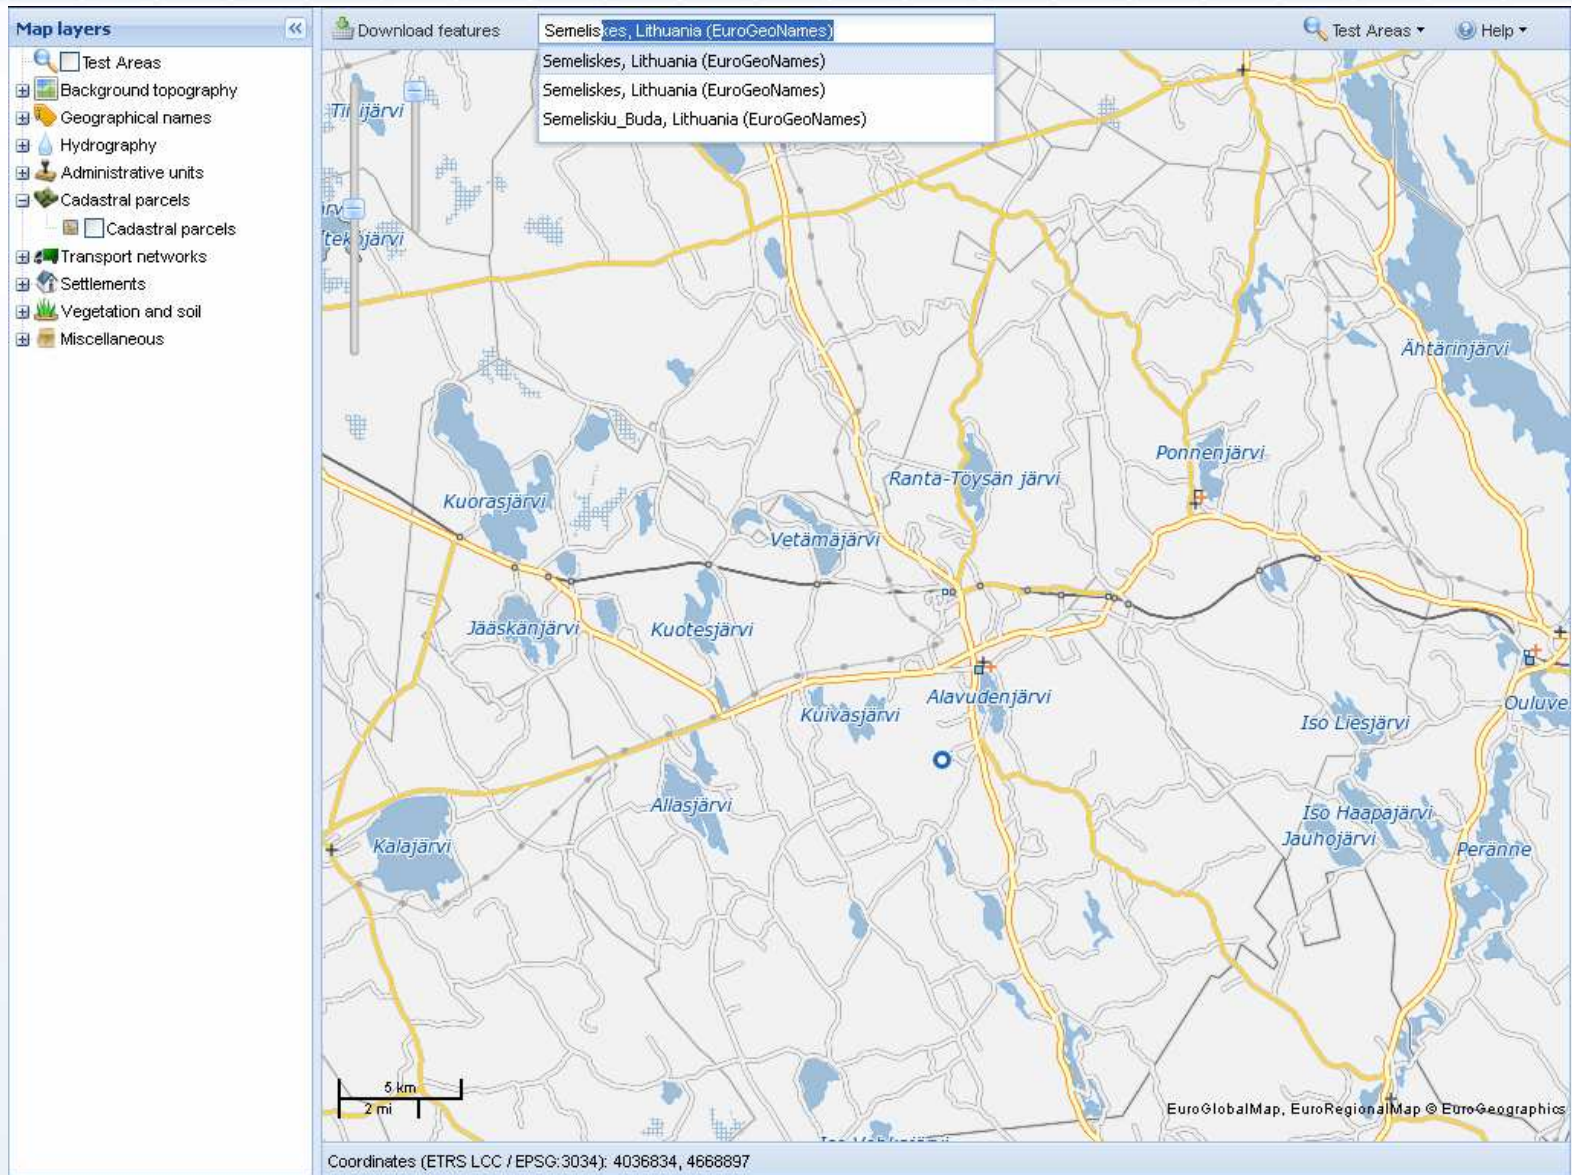 Map layers
Download features
Semeliskes, Lithuania (EuroGeoNames)
Test Areas
Help
Semeliskes, Lithuania (EuroGeoNames)
Semeliskes, Lithuania (EuroGeoNames)
Semeliskiu_Buda, Lithuania (EuroGeoNames)
Test Areas
Background topography
Geographical names
Hydrography
Administrative units
Cadastral parcels
Cadastral parcels
Transport networks
Settlements
Vegetation and soil
Miscellaneous
Ähtärinjärvi
Ponnenjärvi
Ranta-Töysän järvi
Kuorasjärvi
Vetämäjärvi
Jääskänjärvi
Kuotesjärvi
Alavudenjärvi
Kuivasjärvi
Iso Liesjärvi
Ouluve
Allasjärvi
Iso Haapajärvi
Jauhojärvi
Peränne
Kalajärvi
5 km
2 mi
EuroGlobalMap, EuroRegionalMap © EuroGeographics
Coordinates (ETRS LCC / EPSG:3034): 4036834, 4668897